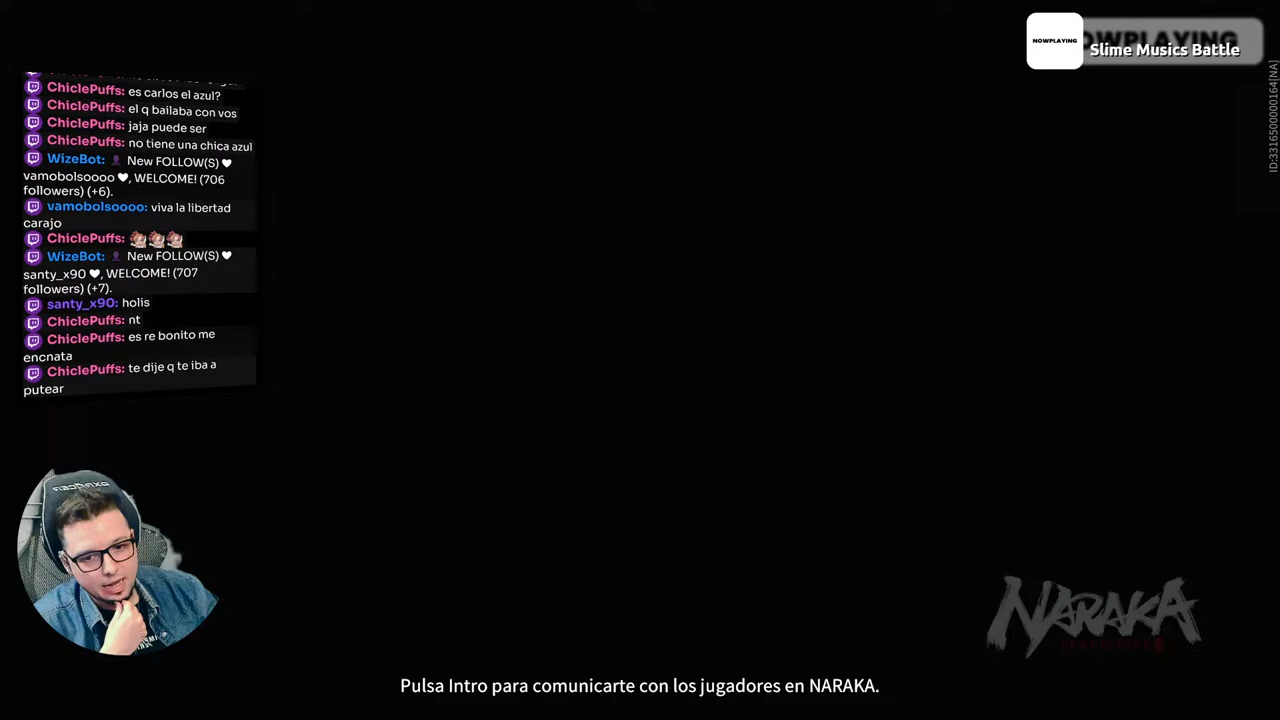 NOWPLAYING
NOWPLAYING
Slime Musics Battle
ID:3316500000164[NA]
ChiclePuffs: es carlos el azul?
ChiclePuffs: el q bailaba con vos
ChiclePuffs: jaja puede ser
ChiclePuffs: no tiene una chica azul
WizeBot: New FOLLOW(S)
vamobolsoooo, WELCOME! (706
followers) (+6).
vamobolsoooo: viva la libertad
carajo
ChiclePuffs:
WizeBot: New FOLLOW(S)
santy_x90, WELCOME! (707
followers) (+7).
santy_x90: holis
ChiclePuffs: nt
ChiclePuffs: es re bonito me
encnata
ChiclePuffs: te dije q te iba a
putear
NARAKA
Pulsa Intro para comunicarte con los jugadores en NARAKA.